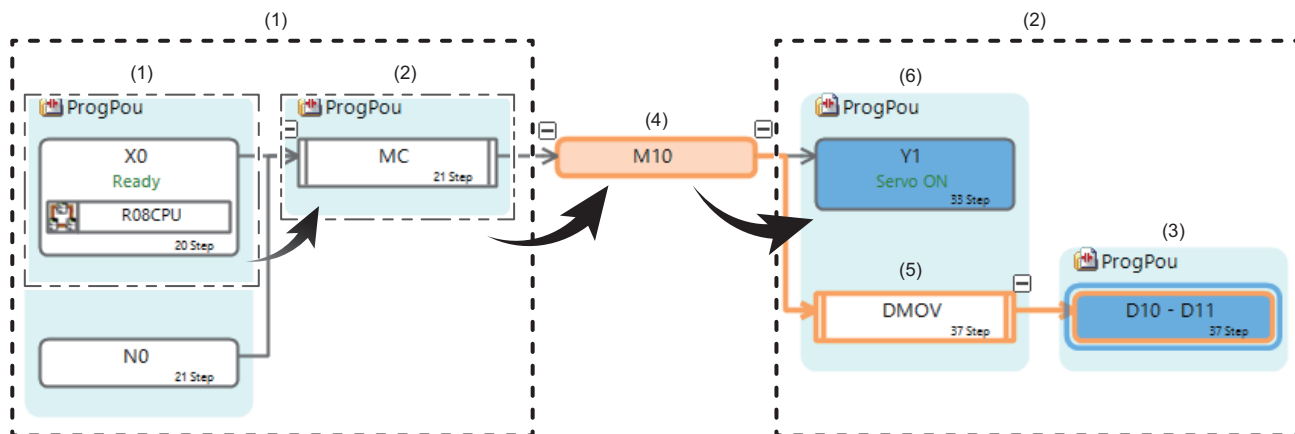 (1)
(2)
(1)
ProgPou
X0
Ready
R08CPU
20 Step
N0
21 Step
(2)
ProgPou
MC
21 Step
(4)
M10
(6)
ProgPou
Y1
Servo ON
33 Step
(5)
DMOV
37 Step
(3)
ProgPou
D10 - D11
37 Step